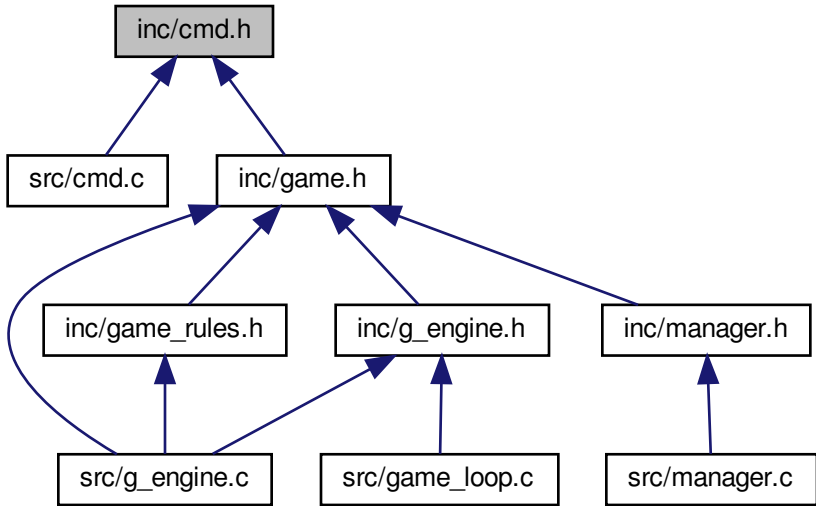 inc/cmd.h
src/cmd.c
inc/game.h
inc/game_rules.h
inc/g_engine.h
inc/manager.h
src/g_engine.c
src/game_loop.c
src/manager.c